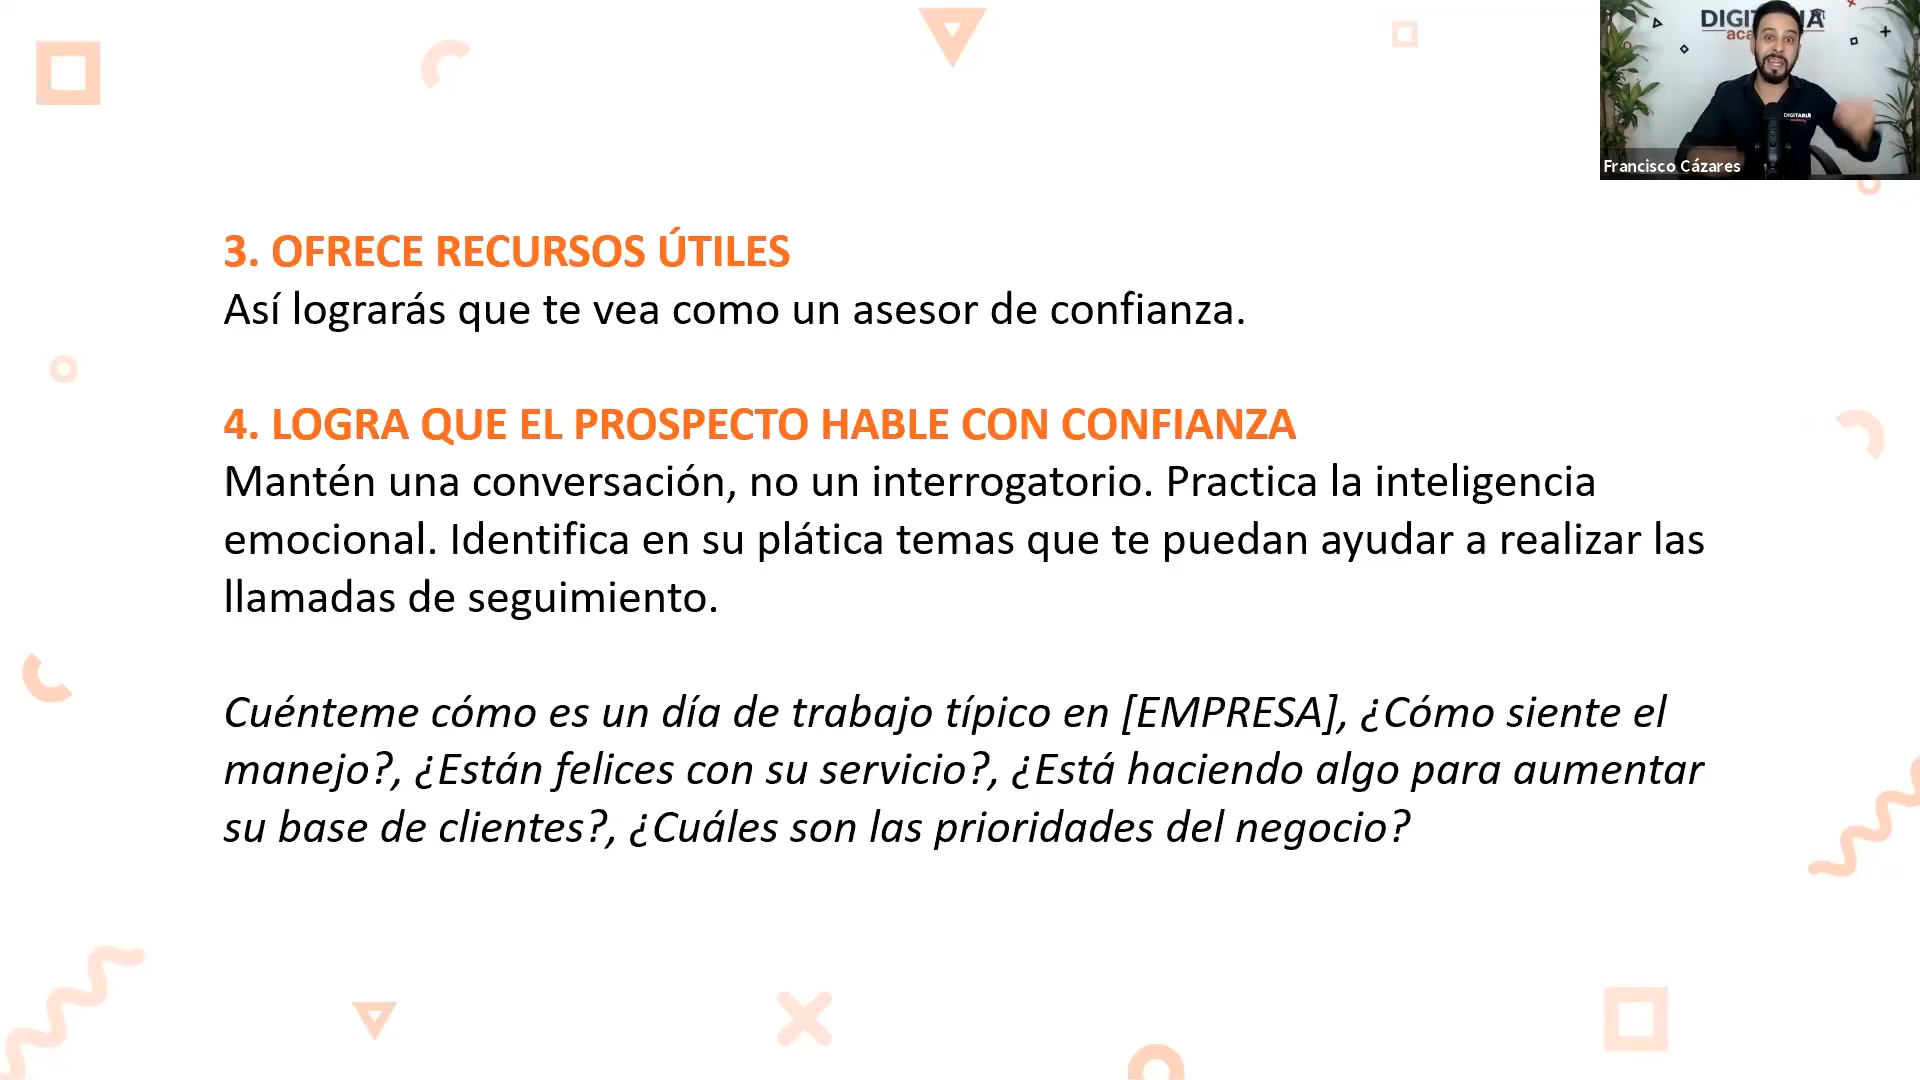 Francisco Cázares
DIGITARIA
3. OFRECE RECURSOS ÚTILES
Así lograrás que te vea como un asesor de confianza.
4. LOGRA QUE EL PROSPECTO HABLE CON CONFIANZA
Mantén una conversación, no un interrogatorio. Practica la inteligencia
emocional. Identifica en su plática temas que te puedan ayudar a realizar las
llamadas de seguimiento.
Cuénteme cómo es un día de trabajo típico en [EMPRESA], ¿Cómo siente el
manejo?, ¿Están felices con su servicio?, ¿Está haciendo algo para aumentar
su base de clientes?, ¿Cuáles son las prioridades del negocio?